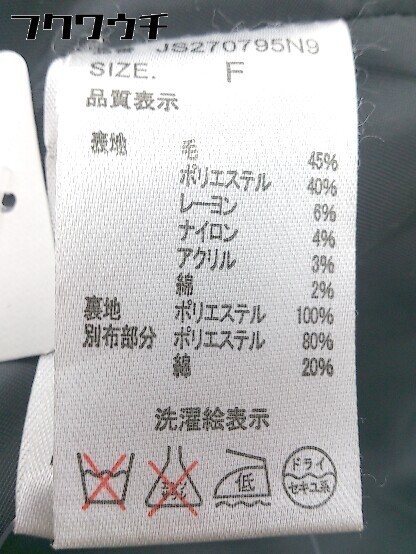 フクワウチ
JS270795N9
SIZE. F
品質表示
表地 毛 45%
ポリエステル 40%
レーヨン 6%
ナイロン 4%
アクリル 3%
綿 2%
裏地 ポリエステル 100%
別布部分 ポリエステル 80%
綿 20%
洗濯絵表示
低
ドライ
セキユ系